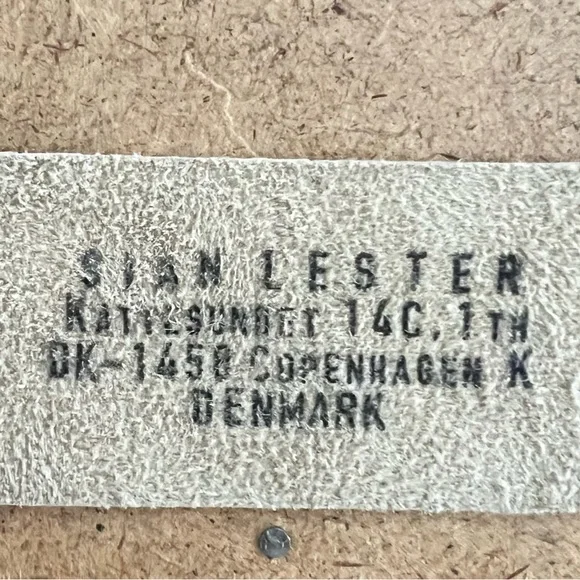 SIAN LESTER
KATTESUNDET 14C, 1TH
DK-1458 COPENHAGEN K
DENMARK